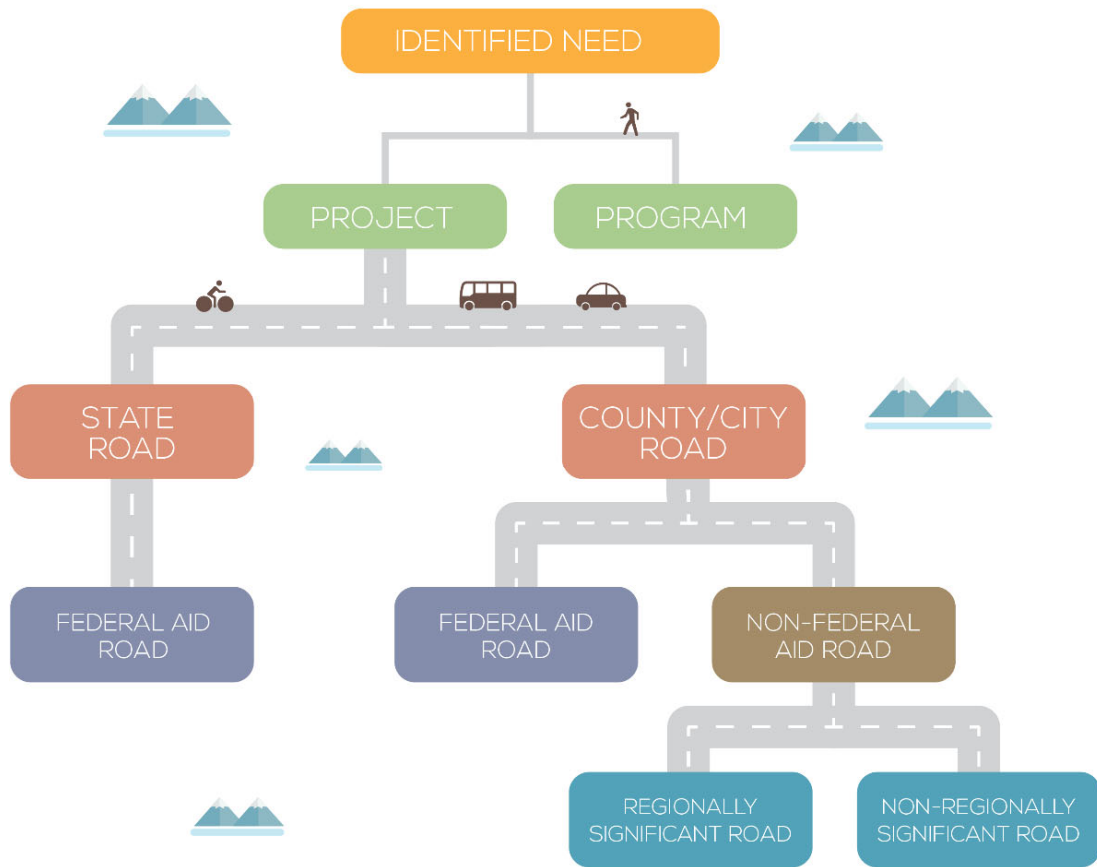 IDENTIFIED NEED
PROJECT
PROGRAM
STATE
ROAD
COUNTY/CITY
ROAD
FEDERAL AID
ROAD
FEDERAL AID
ROAD
NON-FEDERAL
AID ROAD
REGIONALLY
SIGNIFICANT ROAD
NON-REGIONALLY
SIGNIFICANT ROAD